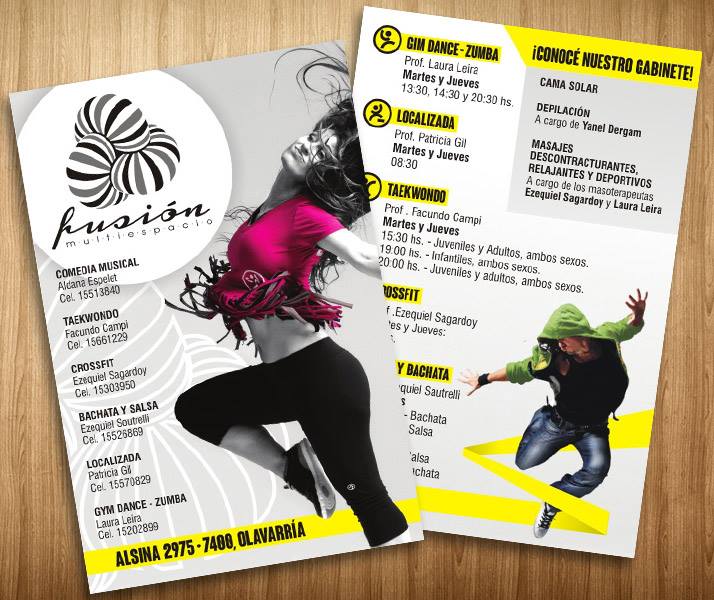 fusión
multiespacio
COMEDIA MUSICAL
Aldana Espelet
Cel. 15513840
TAEKWONDO
Facundo Campi
Cel. 15661229
CROSSFIT
Ezequiel Sagardoy
Cel. 15303950
BACHATA Y SALSA
Ezequiel Soutrelli
Cel. 15526869
LOCALIZADA
Patricia Gil
Cel. 15570829
GYM DANCE - ZUMBA
Laura Leira
Cel. 15202899
ALSINA 2975 - 7400, OLAVARRÍA
GIM DANCE - ZUMBA
Prof. Laura Leira
Martes y Jueves
13:30, 14:30 y 20:30 hs.
LOCALIZADA
Prof. Patricia Gil
Martes y Jueves
08:30
TAEKWONDO
Prof. Facundo Campi
Martes y Jueves
15:30 hs. - Juveniles y Adultos, ambos sexos.
19:00 hs. - Infantiles, ambos sexos.
20:00 hs. - Juveniles y adultos, ambos sexos.
ROSSFIT
f. Ezequiel Sagardoy
tes y Jueves:
Y BACHATA
quiel Sautrelli
s
- Bachata
Salsa
alsa
achata
¡CONOCÉ NUESTRO GABINETE!
CAMA SOLAR
DEPILACIÓN
A cargo de Yanel Dergam
MASAJES
DESCONTRACTURANTES,
RELAJANTES Y DEPORTIVOS
A cargo de los masoterapeutas
Ezequiel Sagardoy y Laura Leira